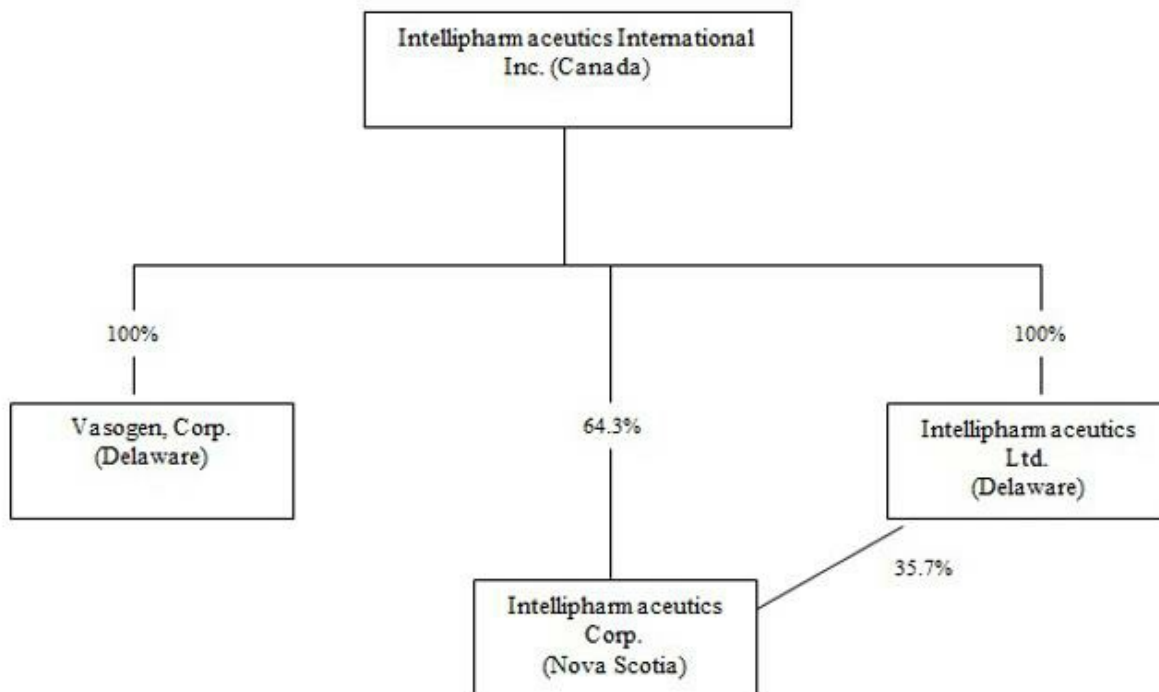 Intellipharmaceutics International
Inc. (Canada)
100%
100%
Vasogen, Corp.
(Delaware)
64.3%
Intellipharmaceutics
Ltd.
(Delaware)
35.7%
Intellipharmaceutics
Corp.
(Nova Scotia)